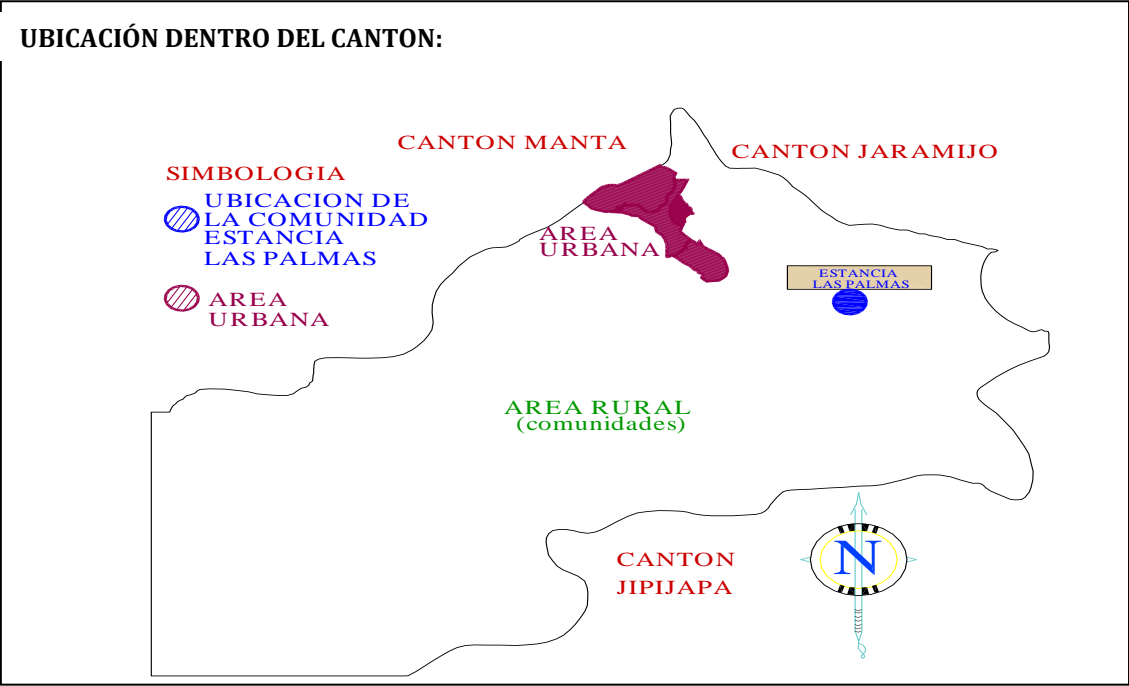 UBICACIÓN DENTRO DEL CANTON:
CANTON MANTA
CANTON JARAMIJO
SIMBOLOGIA
UBICACION DE
LA COMUNIDAD
ESTANCIA
LAS PALMAS
AREA
URBANA
AREA
URBANA
ESTANCIA
LAS PALMAS
AREA RURAL
(comunidades)
CANTON
JIPIJAPA
N